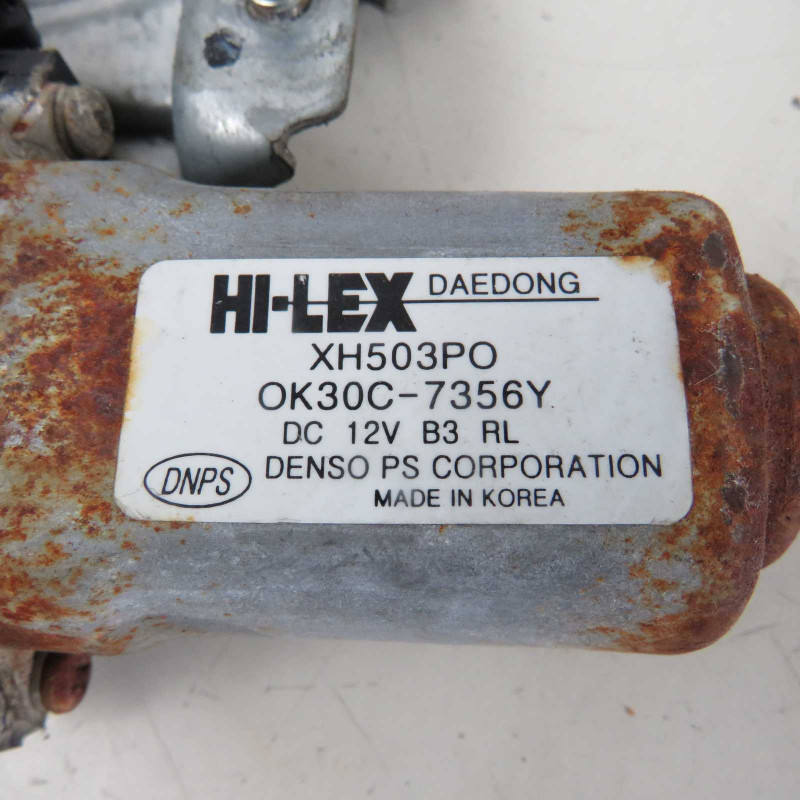 HI-LEX DAEDONG
XH503PO
OK30C-7356Y
DC 12V B3 RL
DNPS DENSO PS CORPORATION
MADE IN KOREA